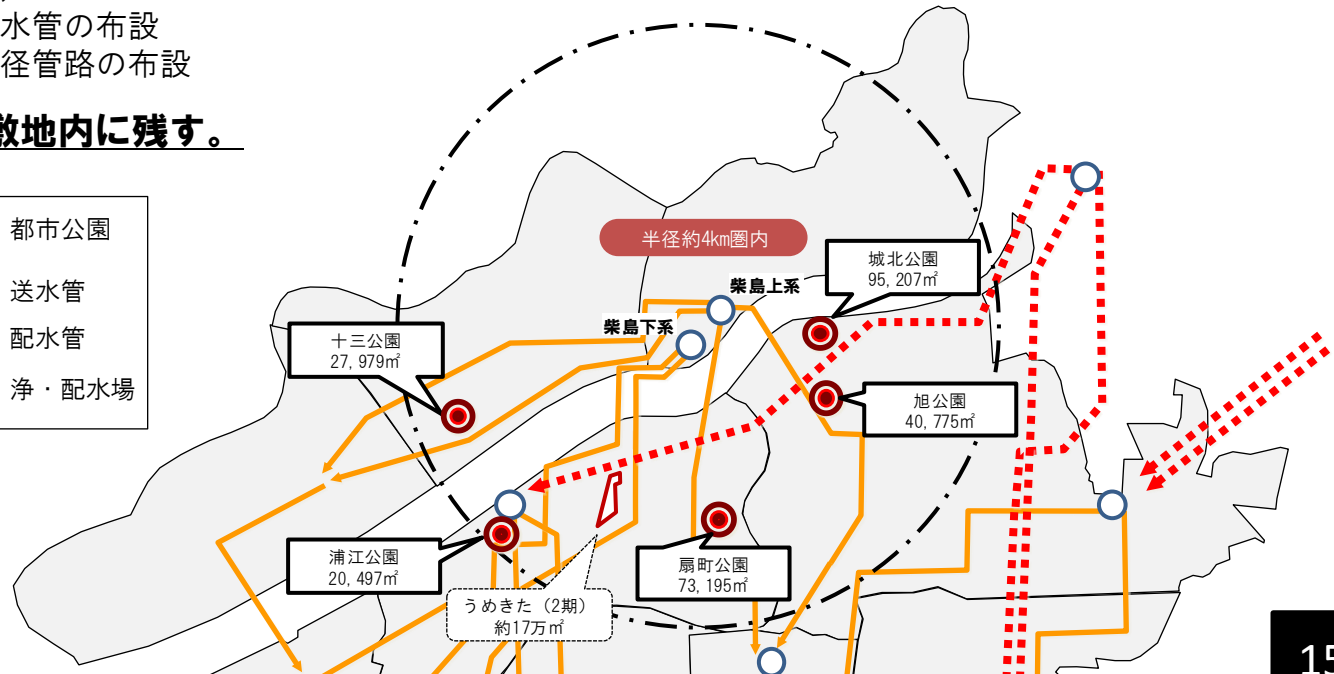 水管の布設
径管路の布設
敷地内に残す。
都市公園
送水管
配水管
浄・配水場
半径約4km圏内
城北公園
95,207㎡
柴島上系
柴島下系
十三公園
27,979㎡
旭公園
40,775㎡
浦江公園
20,497㎡
扇町公園
73,195㎡
うめきた（2期）
約17万㎡
15